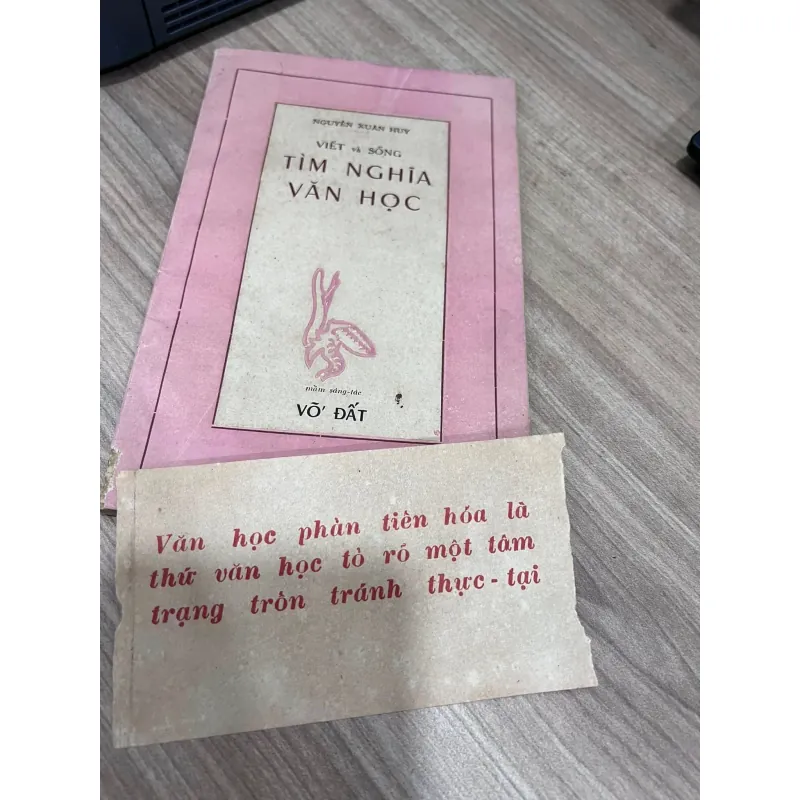 NGUYỄN XUÂN HUY
VIẾT và SỐNG
TÌM NGHĨA
VĂN HỌC
mầm sáng-tác
VỠ ĐẤT
Văn học phản tiến hóa là
thứ văn học tỏ rõ một tâm
trạng trốn tránh thực-tại